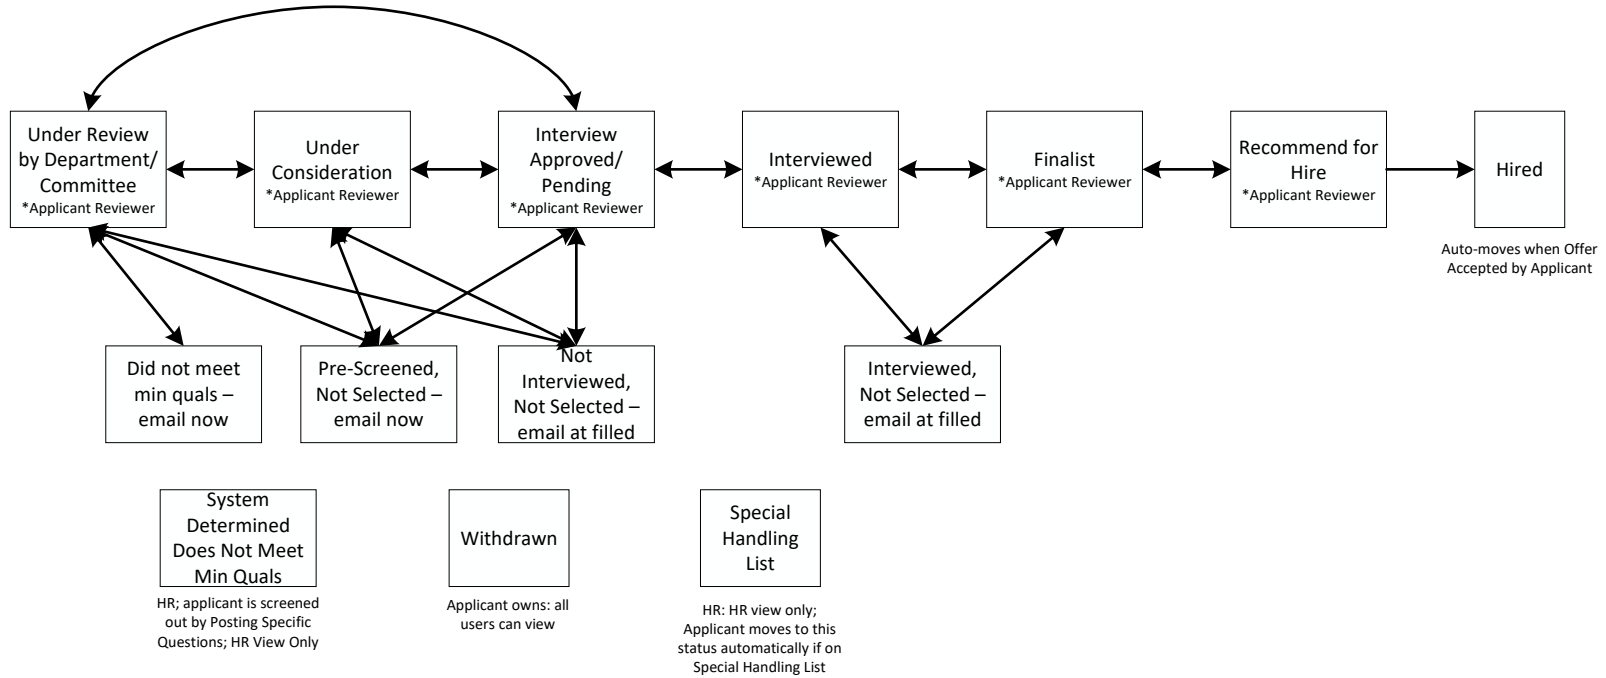 Under Review
by Department/
Committee
*Applicant Reviewer
Under
Consideration
*Applicant Reviewer
Interview
Approved/
Pending
*Applicant Reviewer
Interviewed
*Applicant Reviewer
Finalist
*Applicant Reviewer
Recommend for
Hire
*Applicant Reviewer
Hired
Auto-moves when Offer
Accepted by Applicant
Did not meet
min quals –
email now
Pre-Screened,
Not Selected –
email now
Not
Interviewed,
Not Selected –
email at filled
Interviewed,
Not Selected –
email at filled
System
Determined
Does Not Meet
Min Quals
HR; applicant is screened
out by Posting Specific
Questions; HR View Only
Withdrawn
Applicant owns: all
users can view
Special
Handling
List
HR: HR view only;
Applicant moves to this
status automatically if on
Special Handling List